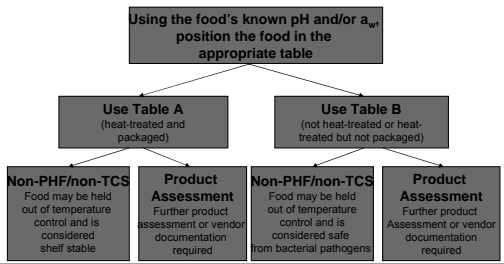 Using the food's known pH and/or aw,
position the food in the
appropriate table
Use Table A
(heat-treated and
packaged)
Use Table B
(not heat-treated or heat-
treated but not packaged)
Non-PHF/non-TCS
Food may be held
out of temperature
control and is
considered
shelf stable
Product
Assessment
Further product
assessment or vendor
documentation
required
Non-PHF/non-TCS
Food may be held
out of temperature
control and is
considered safe
from bacterial pathogens
Product
Assessment
Further product
Assessment or vendor
documentation
required